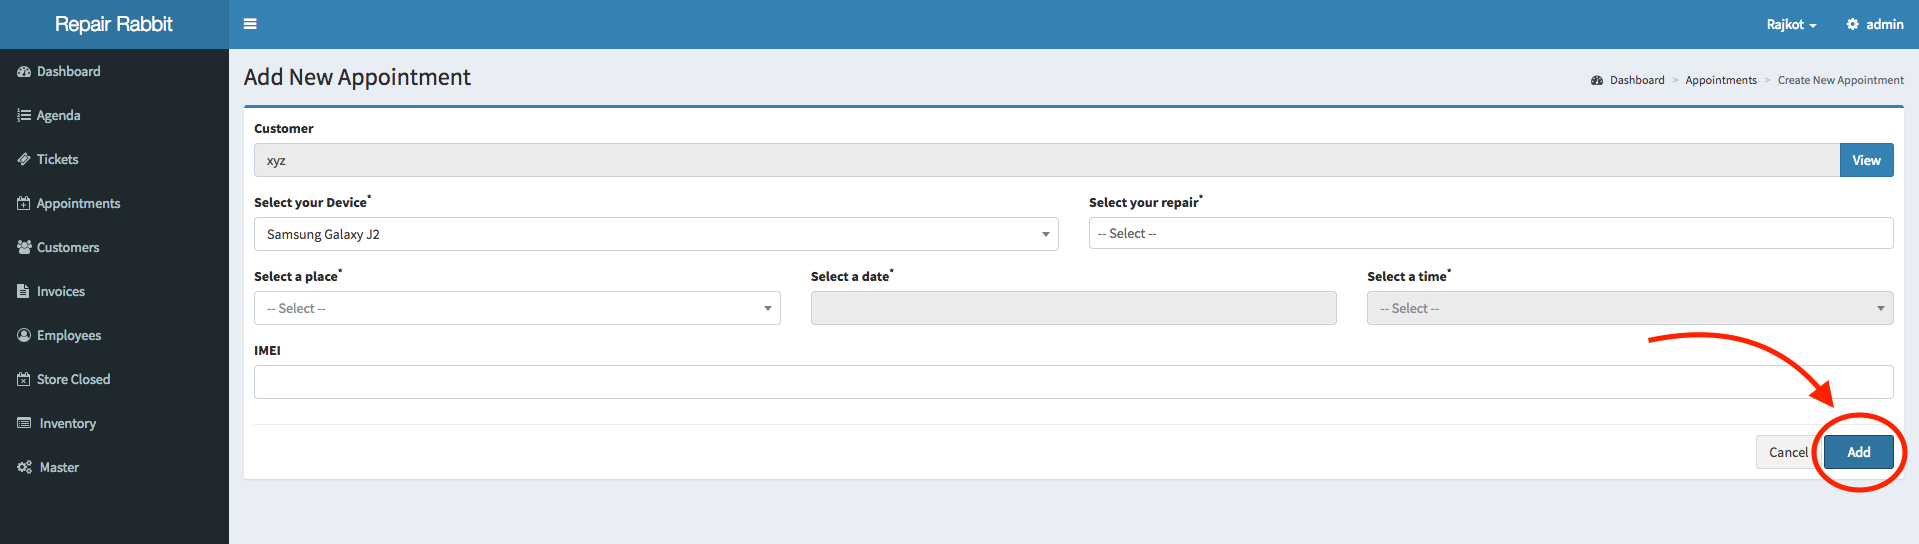 Repair Rabbit
Rajkot
admin
Dashboard
Agenda
Tickets
Appointments
Customers
Invoices
Employees
Store Closed
Inventory
Master
Add New Appointment
Dashboard > Appointments > Create New Appointment
Customer
xyz
View
Select your Device*
Select your repair*
Samsung Galaxy J2
-- Select --
Select a place*
Select a date*
Select a time*
-- Select --
-- Select --
IMEI
Cancel
Add